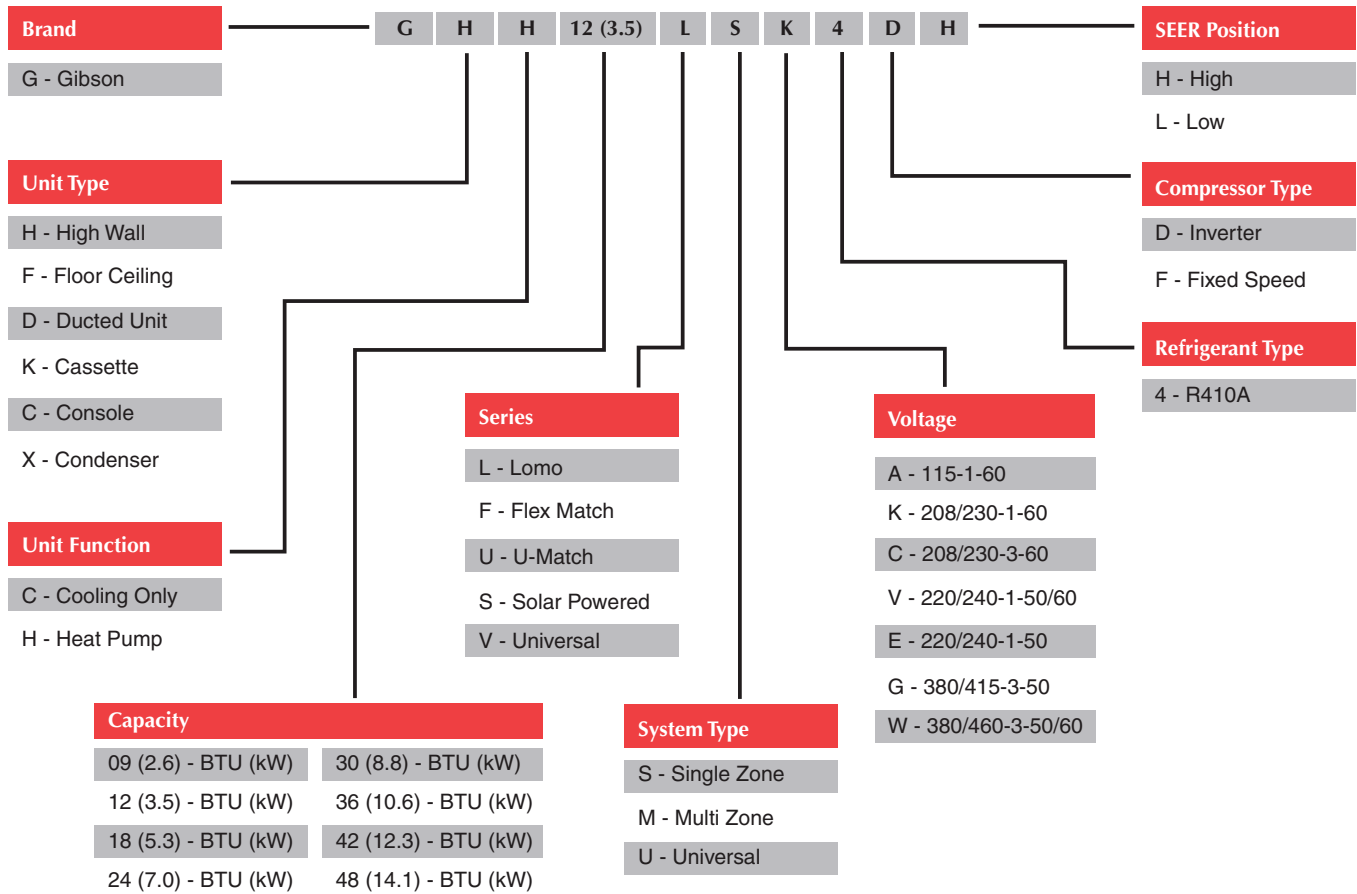 G H H 12 (3.5) L S K 4 D H
Brand
G - Gibson
Unit Type
H - High Wall
F - Floor Ceiling
D - Ducted Unit
K - Cassette
C - Console
X - Condenser
Unit Function
C - Cooling Only
H - Heat Pump
Capacity
09 (2.6) - BTU (kW) 30 (8.8) - BTU (kW)
12 (3.5) - BTU (kW) 36 (10.6) - BTU (kW)
18 (5.3) - BTU (kW) 42 (12.3) - BTU (kW)
24 (7.0) - BTU (kW) 48 (14.1) - BTU (kW)
Series
L - Lomo
F - Flex Match
U - U-Match
S - Solar Powered
V - Universal
System Type
S - Single Zone
M - Multi Zone
U - Universal
Voltage
A - 115-1-60
K - 208/230-1-60
C - 208/230-3-60
V - 220/240-1-50/60
E - 220/240-1-50
G - 380/415-3-50
W - 380/460-3-50/60
SEER Position
H - High
L - Low
Compressor Type
D - Inverter
F - Fixed Speed
Refrigerant Type
4 - R410A